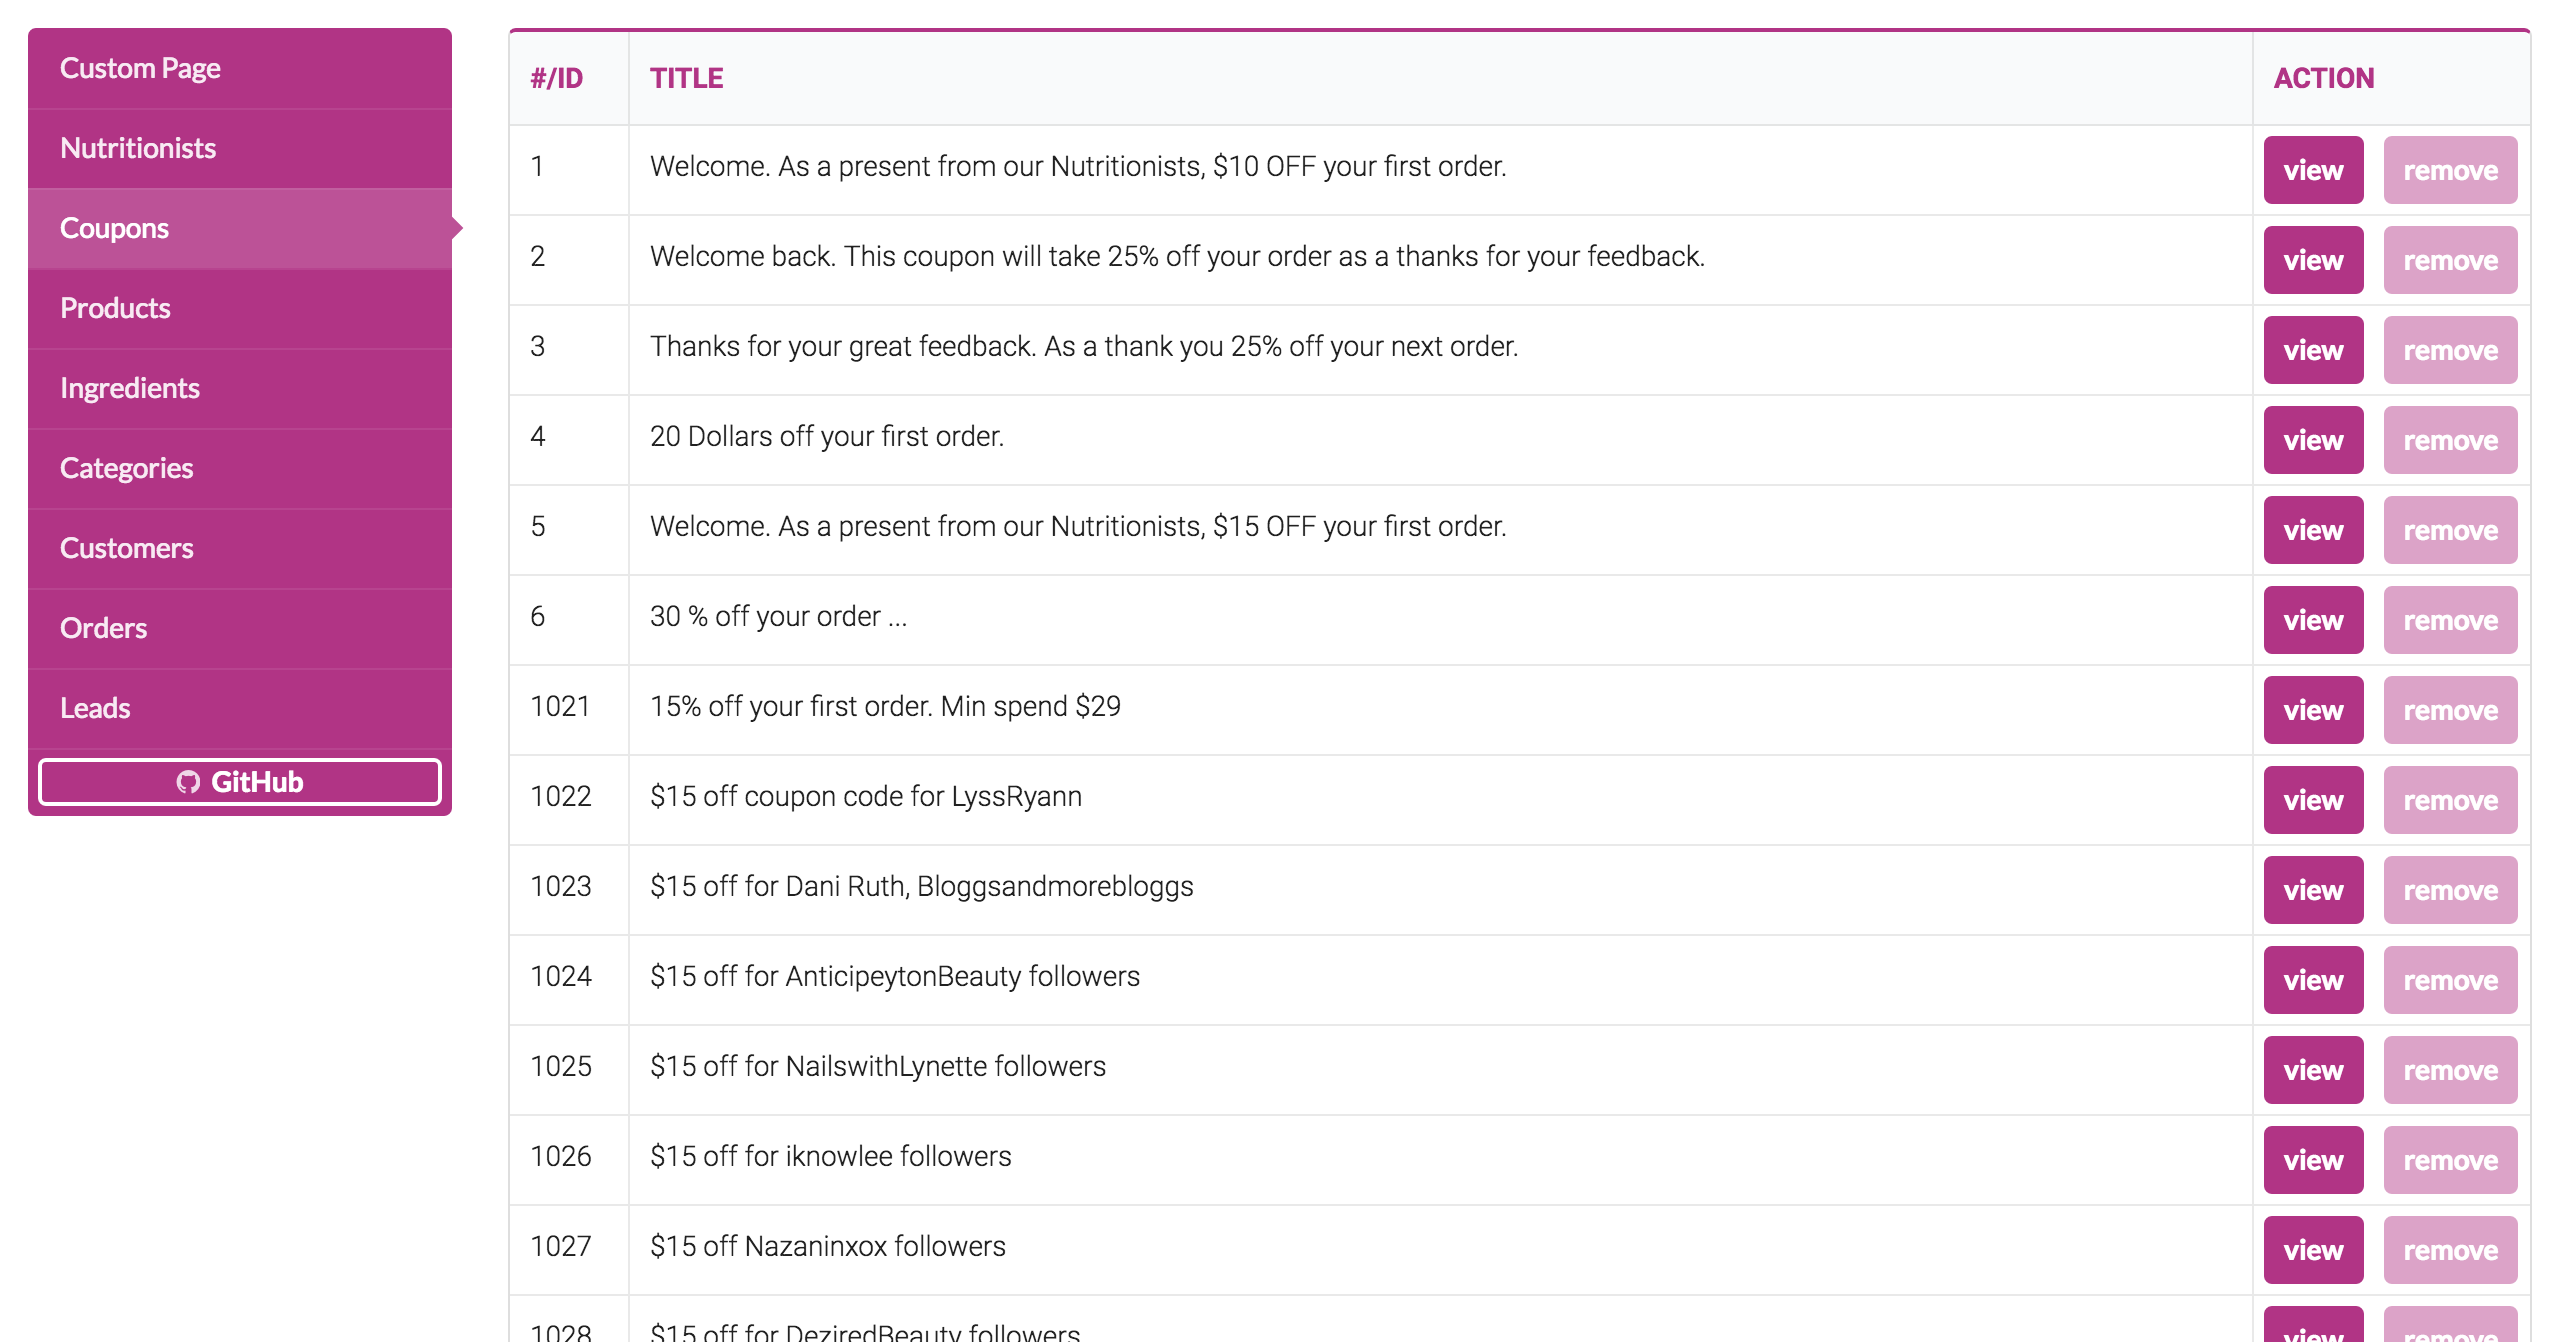 Custom Page
Nutritionists
Coupons
Products
Ingredients
Categories
Customers
Orders
Leads
GitHub
#/ID TITLE ACTION
1 Welcome. As a present from our Nutritionists, $10 OFF your first order. view remove
2 Welcome back. This coupon will take 25% off your order as a thanks for your feedback. view remove
3 Thanks for your great feedback. As a thank you 25% off your next order. view remove
4 20 Dollars off your first order. view remove
5 Welcome. As a present from our Nutritionists, $15 OFF your first order. view remove
6 30 % off your order ... view remove
1021 15% off your first order. Min spend $29 view remove
1022 $15 off coupon code for LyssRyann view remove
1023 $15 off for Dani Ruth, Bloggsandmorebloggs view remove
1024 $15 off for AnticipeytonBeauty followers view remove
1025 $15 off for NailswithLynette followers view remove
1026 $15 off for iknowlee followers view remove
1027 $15 off Nazaninxox followers view remove
1028 $15 off for DeziredBeauty followers view remove